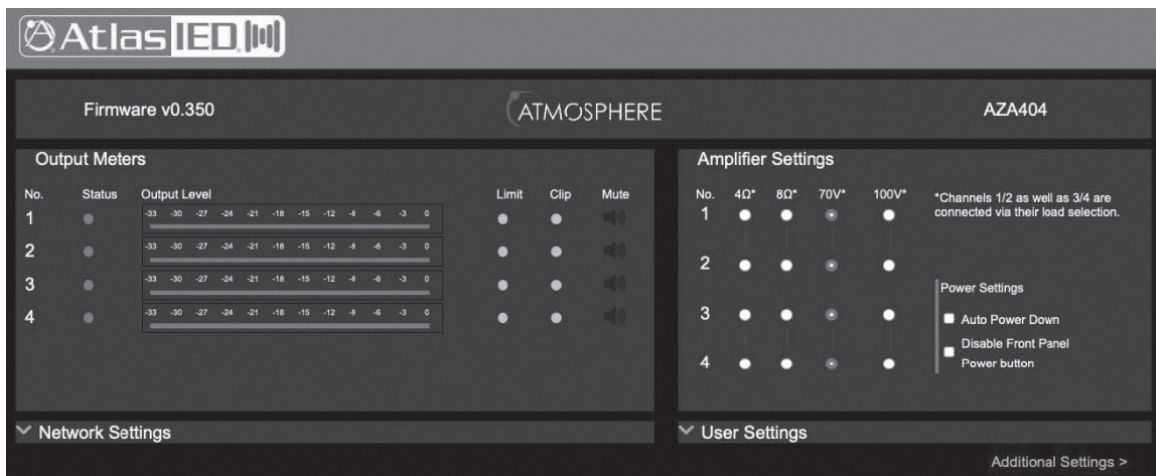 AtlasIED
Firmware v0.350
ATMOSPHERE
AZA404
Output Meters
No. Status Output Level Limit Clip Mute
1 -33 -30 -27 -24 -21 -18 -15 -12 -9 -6 -3 0
2 -33 -30 -27 -24 -21 -18 -15 -12 -9 -6 -3 0
3 -33 -30 -27 -24 -21 -18 -15 -12 -9 -6 -3 0
4 -33 -30 -27 -24 -21 -18 -15 -12 -9 -6 -3 0
Amplifier Settings
No. 4Ω* 8Ω* 70V* 100V*
1
2
3
4
*Channels 1/2 as well as 3/4 are
connected via their load selection.
Power Settings
Auto Power Down
Disable Front Panel
Power button
Network Settings
User Settings
Additional Settings >